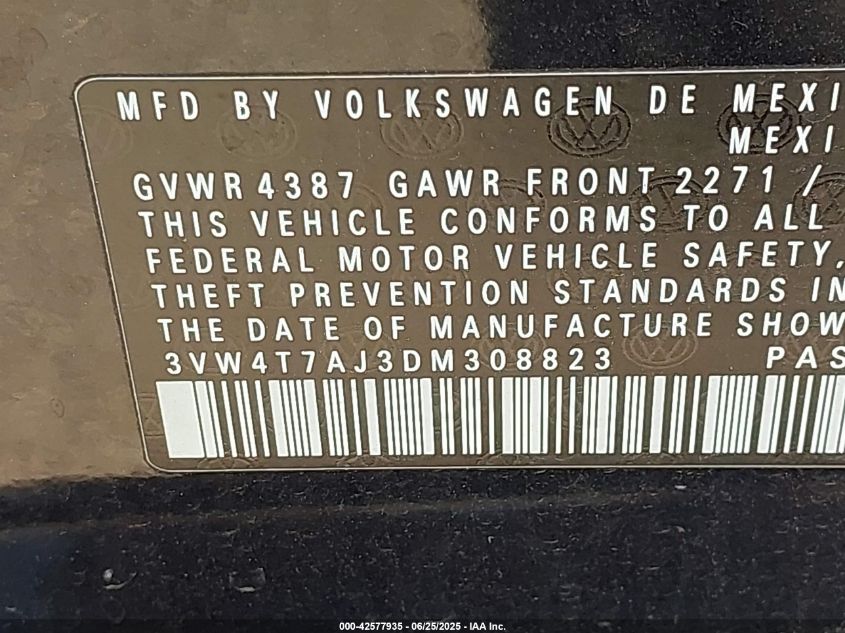 MFD BY VOLKSWAGEN DE MEXI
MEXI
GVWR 4387 GAWR FRONT 2271 /
THIS VEHICLE CONFORMS TO ALL
FEDERAL MOTOR VEHICLE SAFETY,
THEFT PREVENTION STANDARDS IN
THE DATE OF MANUFACTURE SHOW
3VW4T7AJ3DM308823 PAS
000-42577935 - 06/25/2025 - IAA Inc.